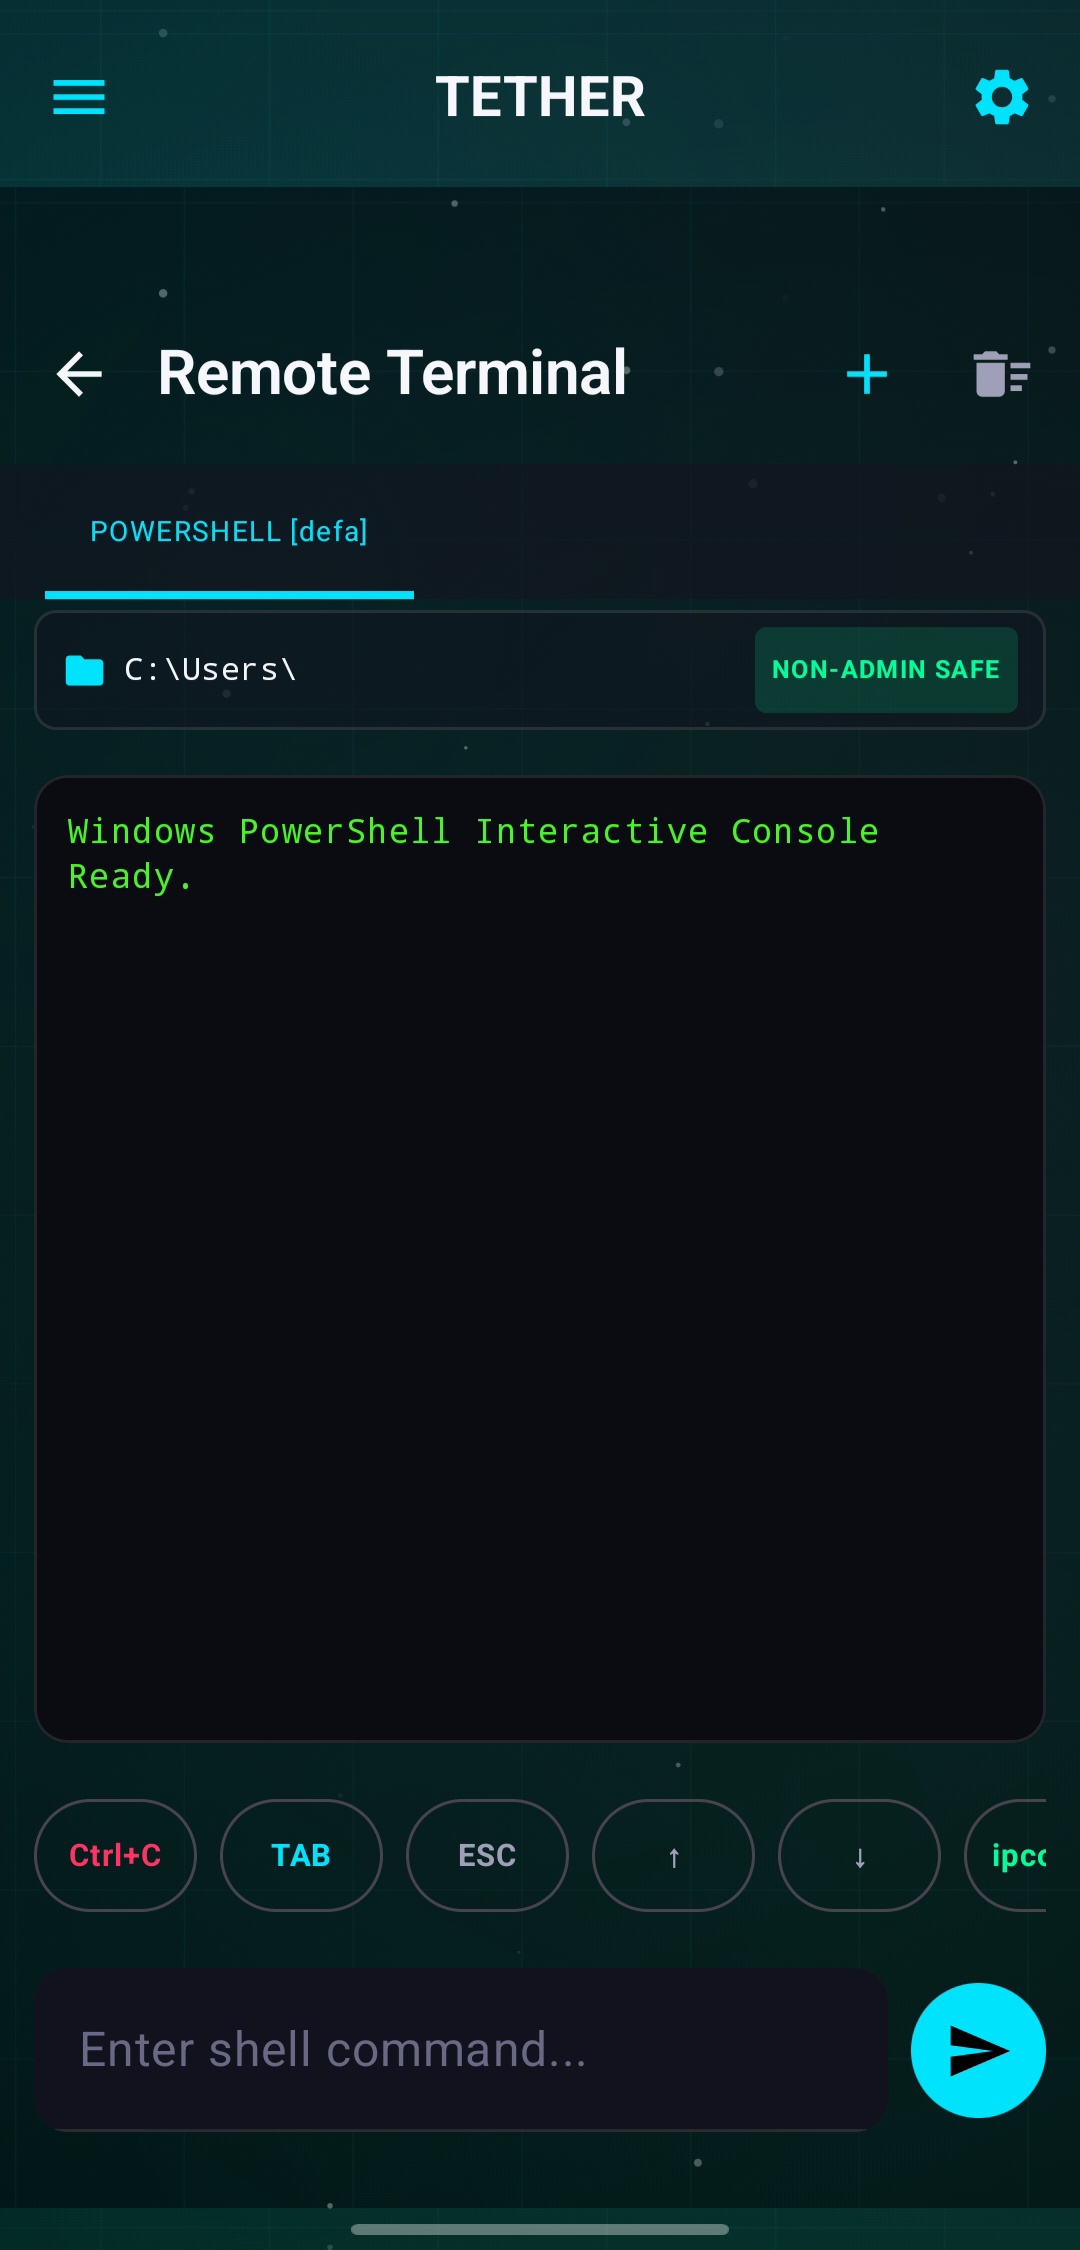 TETHER
Remote Terminal
POWERSHELL [defa]
C:\Users\
NON-ADMIN SAFE
Windows PowerShell Interactive Console
Ready.
Ctrl+C
TAB
ESC
↑
↓
Enter shell command...